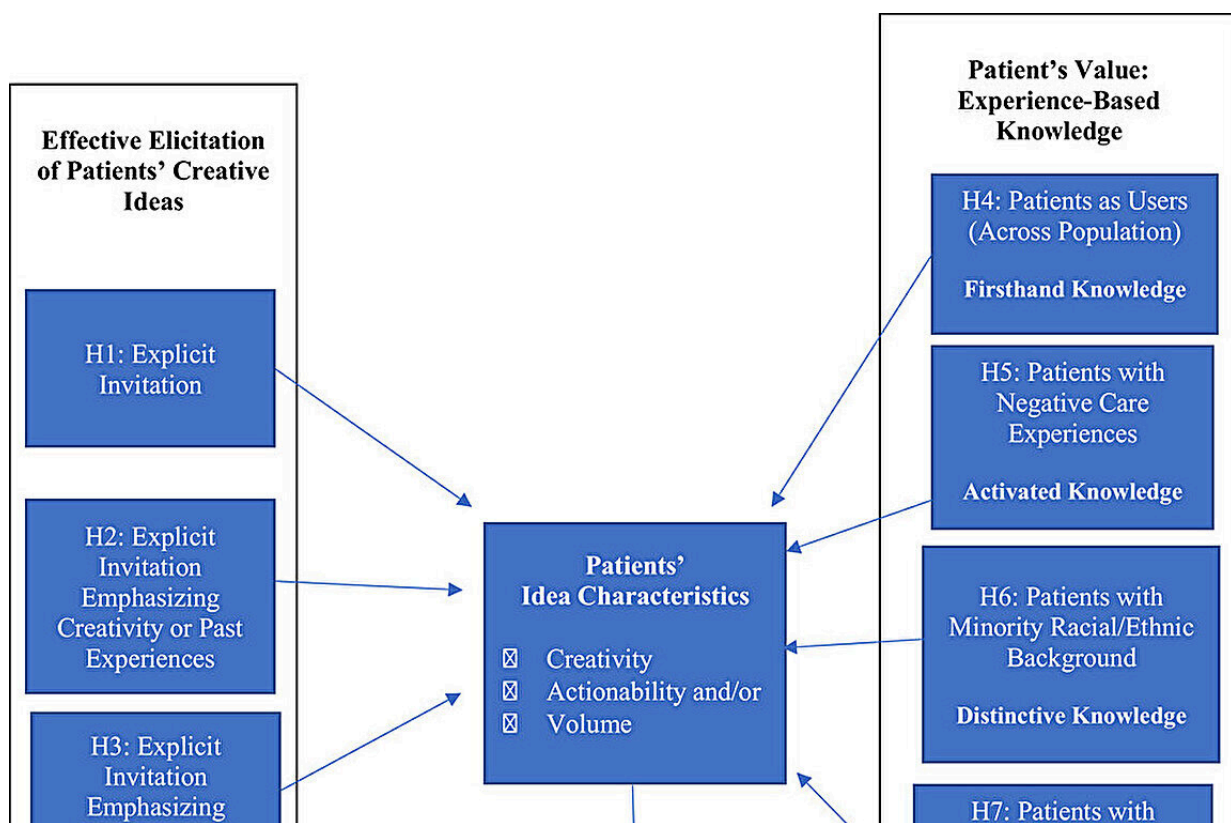 Effective Elicitation
of Patients’ Creative
Ideas
H1: Explicit
Invitation
H2: Explicit
Invitation
Emphasizing
Creativity or Past
Experiences
H3: Explicit
Invitation
Emphasizing
Patients’
Idea Characteristics
Creativity
Actionability and/or
Volume
Patient’s Value:
Experience-Based
Knowledge
H4: Patients as Users
(Across Population)
Firsthand Knowledge
H5: Patients with
Negative Care
Experiences
Activated Knowledge
H6: Patients with
Minority Racial/Ethnic
Background
Distinctive Knowledge
H7: Patients with